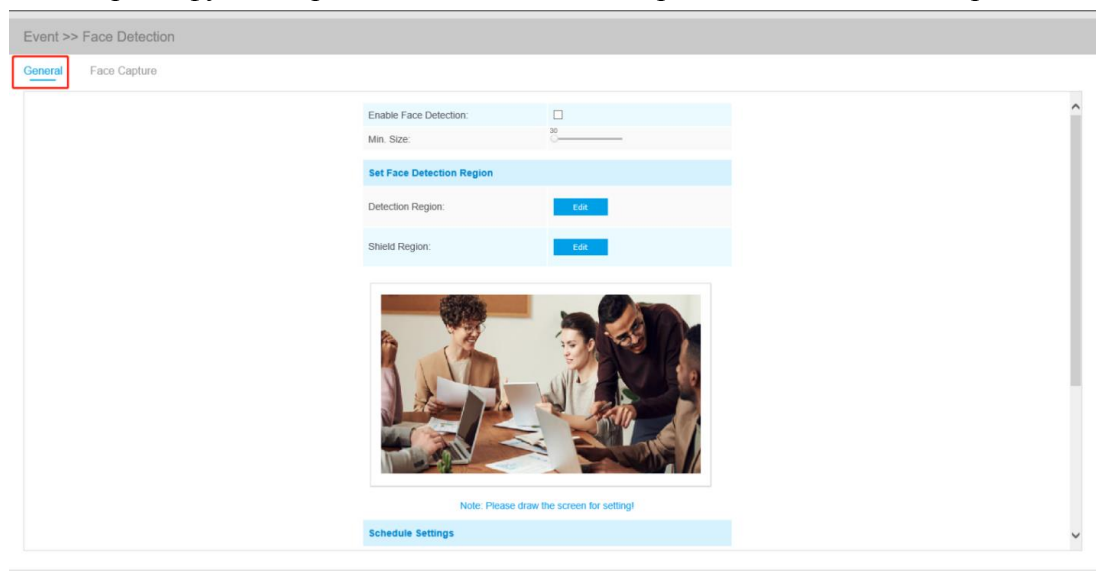 Event >> Face Detection
General Face Capture
Enable Face Detection:
30
Min. Size:
Set Face Detection Region
Detection Region: Edit
Shield Region: Edit
Note: Please draw the screen for setting!
Schedule Settings